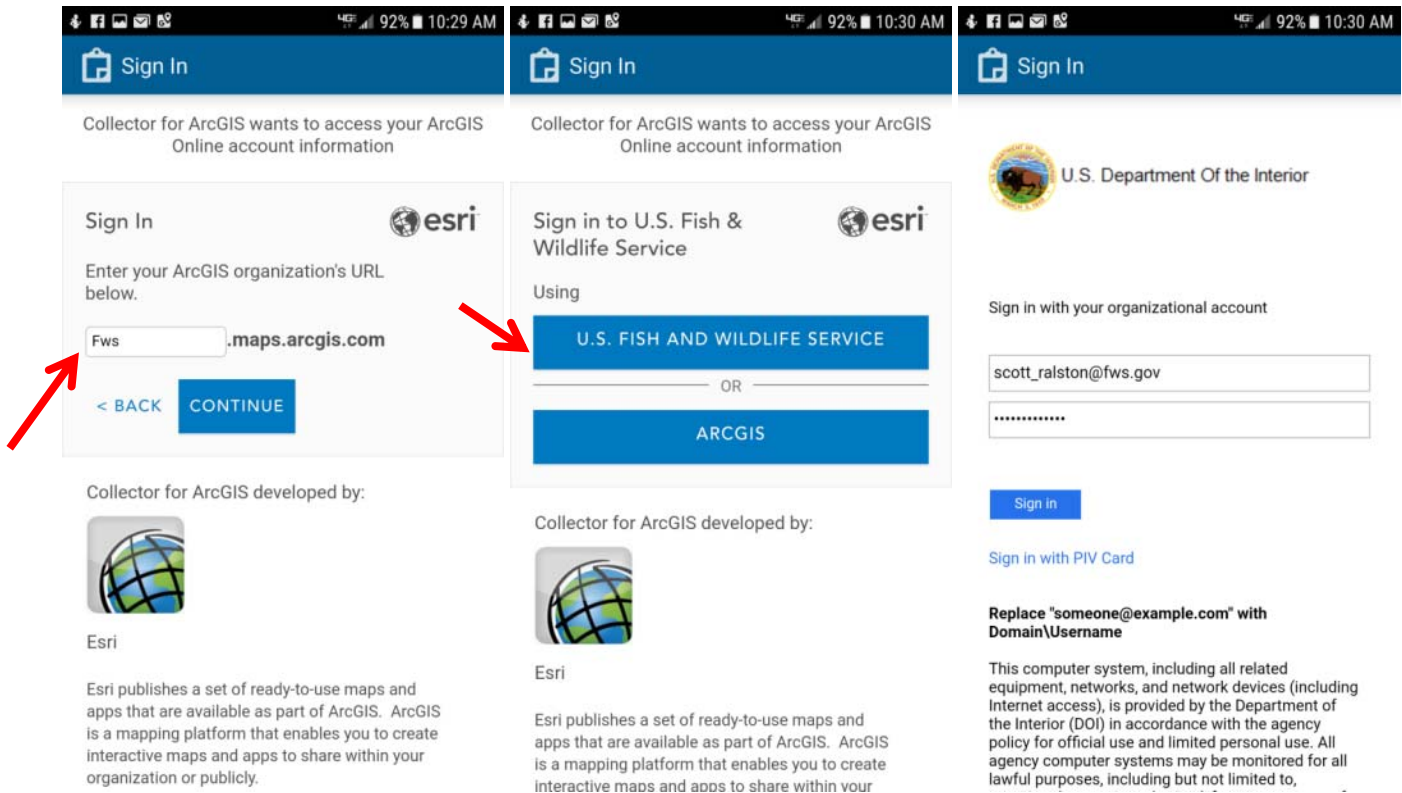 92% 10:29 AM
Sign In
Collector for ArcGIS wants to access your ArcGIS
Online account information
Sign In
esri
Enter your ArcGIS organization's URL
below.
Fws .maps.arcgis.com
< BACK CONTINUE
Collector for ArcGIS developed by:
Esri
Esri publishes a set of ready-to-use maps and
apps that are available as part of ArcGIS. ArcGIS
is a mapping platform that enables you to create
interactive maps and apps to share within your
organization or publicly.
92% 10:30 AM
Sign In
Collector for ArcGIS wants to access your ArcGIS
Online account information
Sign in to U.S. Fish &
Wildlife Service
esri
Using
U.S. FISH AND WILDLIFE SERVICE
OR
ARCGIS
Collector for ArcGIS developed by:
Esri
Esri publishes a set of ready-to-use maps and
apps that are available as part of ArcGIS. ArcGIS
is a mapping platform that enables you to create
interactive maps and apps to share within your
92% 10:30 AM
Sign In
U.S. Department Of the Interior
Sign in with your organizational account
scott_ralston@fws.gov
•••••••••••••
Sign in
Sign in with PIV Card
Replace "someone@example.com" with
Domain\Username
This computer system, including all related
equipment, networks, and network devices (including
Internet access), is provided by the Department of
the Interior (DOI) in accordance with the agency
policy for official use and limited personal use. All
agency computer systems may be monitored for all
lawful purposes, including but not limited to,